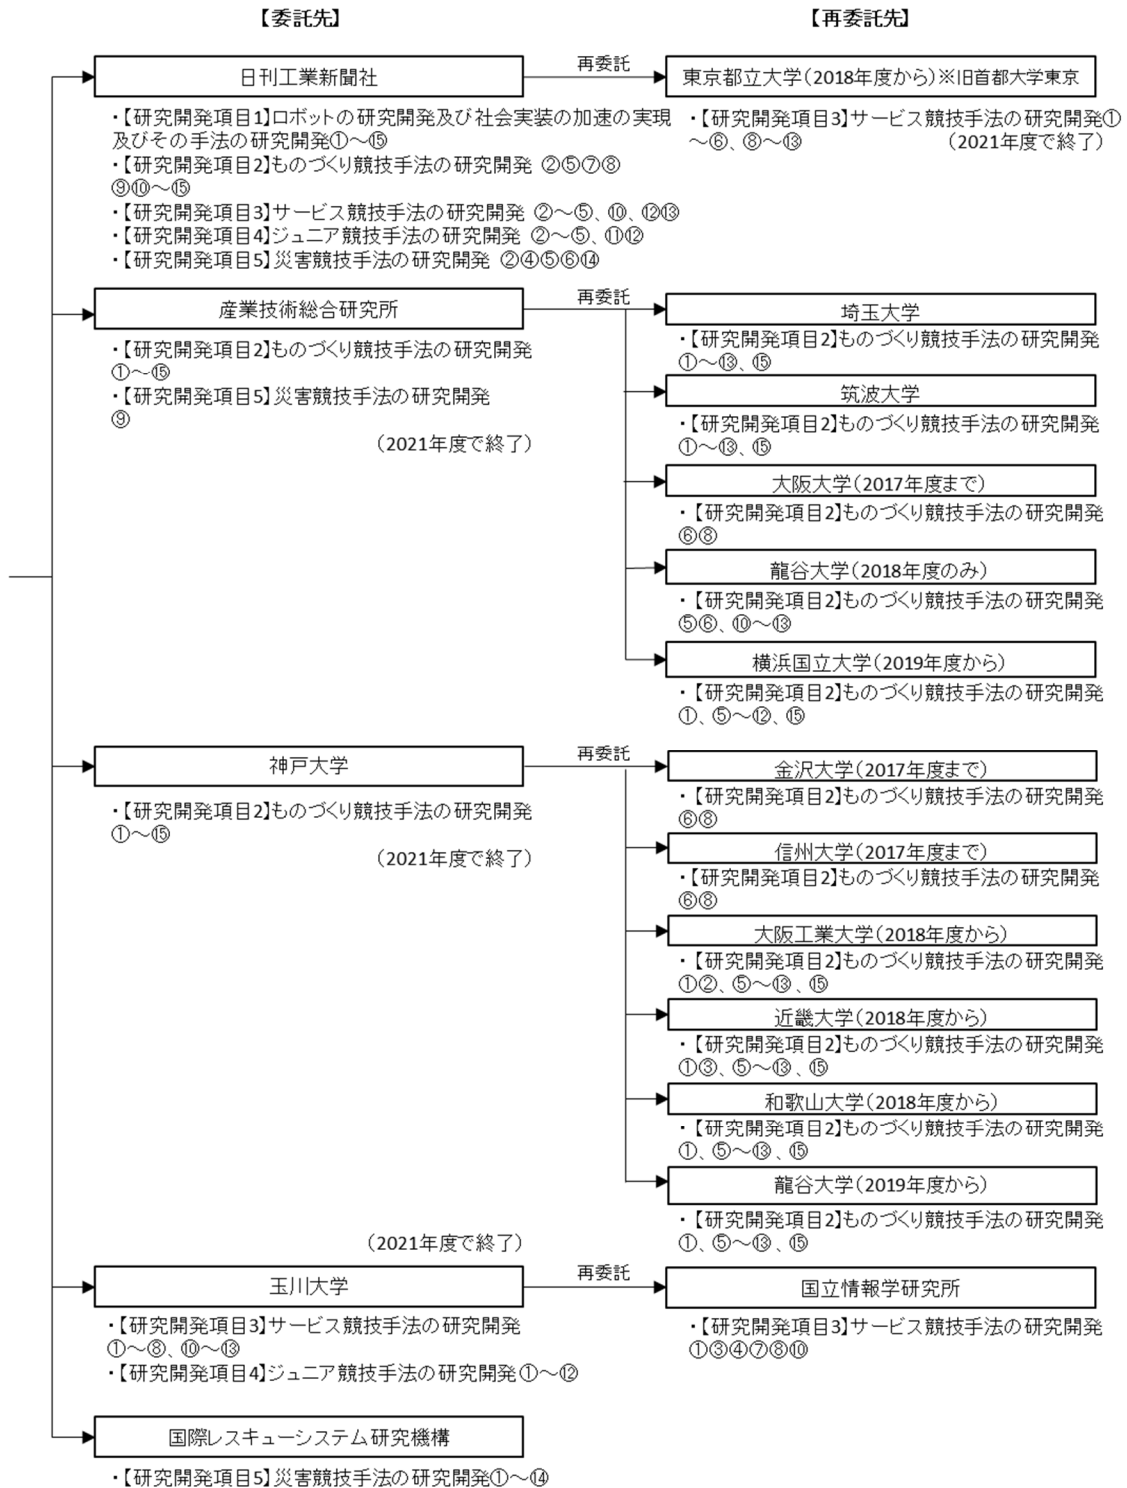 【委託先】
【再委託先】
日刊工業新聞社
再委託
東京都立大学(2018年度から)※旧首都大学東京
・【研究開発項目1】ロボットの研究開発及び社会実装の加速の実現
及びその手法の研究開発①～⑮
・【研究開発項目2】ものづくり競技手法の研究開発 ②⑤⑦⑧
⑨⑩～⑮
・【研究開発項目3】サービス競技手法の研究開発 ②～⑤、⑩、⑫⑬
・【研究開発項目4】ジュニア競技手法の研究開発 ②～⑤、⑪⑫
・【研究開発項目5】災害競技手法の研究開発 ②④⑤⑥⑭
・【研究開発項目3】サービス競技手法の研究開発①
～⑥、⑧～⑬
(2021年度で終了)
産業技術総合研究所
再委託
・【研究開発項目2】ものづくり競技手法の研究開発
①～⑮
・【研究開発項目5】災害競技手法の研究開発
⑨
(2021年度で終了)
埼玉大学
・【研究開発項目2】ものづくり競技手法の研究開発
①～⑬、⑮
筑波大学
・【研究開発項目2】ものづくり競技手法の研究開発
①～⑬、⑮
大阪大学(2017年度まで)
・【研究開発項目2】ものづくり競技手法の研究開発
⑥⑧
龍谷大学(2018年度のみ)
・【研究開発項目2】ものづくり競技手法の研究開発
⑤⑥、⑩～⑬
横浜国立大学(2019年度から)
・【研究開発項目2】ものづくり競技手法の研究開発
①、⑤～⑫、⑮
神戸大学
再委託
・【研究開発項目2】ものづくり競技手法の研究開発
①～⑮
(2021年度で終了)
金沢大学(2017年度まで)
・【研究開発項目2】ものづくり競技手法の研究開発
⑥⑧
信州大学(2017年度まで)
・【研究開発項目2】ものづくり競技手法の研究開発
⑥⑧
大阪工業大学(2018年度から)
・【研究開発項目2】ものづくり競技手法の研究開発
①②、⑤～⑬、⑮
近畿大学(2018年度から)
・【研究開発項目2】ものづくり競技手法の研究開発
①③、⑤～⑬、⑮
和歌山大学(2018年度から)
・【研究開発項目2】ものづくり競技手法の研究開発
①、⑤～⑬、⑮
龍谷大学(2019年度から)
・【研究開発項目2】ものづくり競技手法の研究開発
①、⑤～⑬、⑮
(2021年度で終了)
玉川大学
再委託
国立情報学研究所
・【研究開発項目3】サービス競技手法の研究開発
①～⑧、⑩～⑬
・【研究開発項目4】ジュニア競技手法の研究開発①～⑫
・【研究開発項目3】サービス競技手法の研究開発
①③④⑦⑧⑩
国際レスキューシステム研究機構
・【研究開発項目5】災害競技手法の研究開発①～⑭